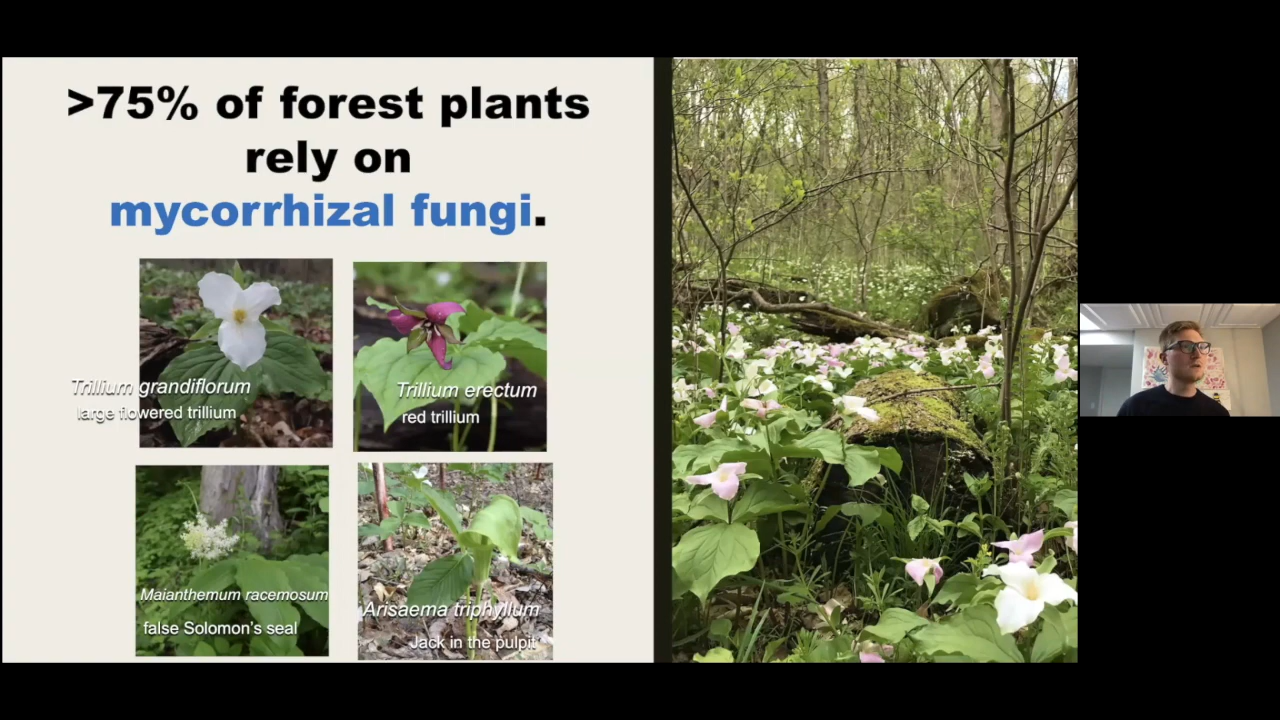 >75% of forest plants
rely on
mycorrhizal fungi.
Trillium grandiflorum
large flowered trillium
Trillium erectum
red trillium
Maianthemum racemosum
false Solomon's seal
Arisaema triphyllum
Jack in the pulpit